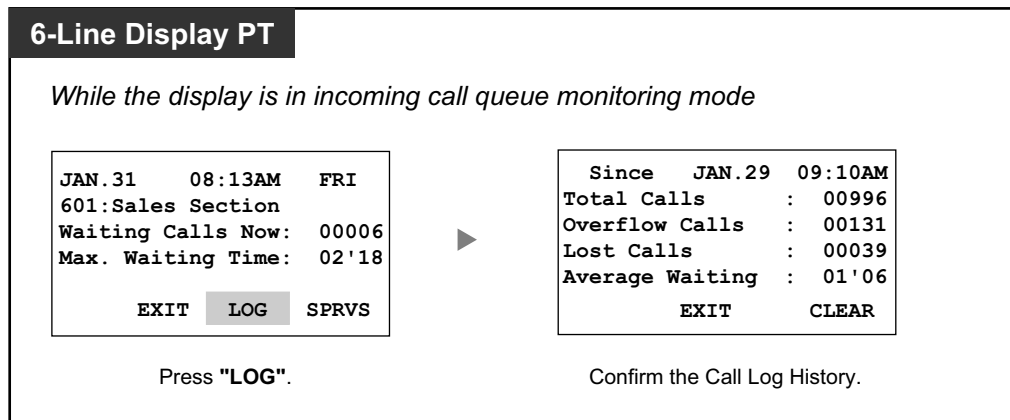 6-Line Display PT
While the display is in incoming call queue monitoring mode
JAN.31 08:13AM FRI
601:Sales Section
Waiting Calls Now: 00006
Max. Waiting Time: 02'18
EXIT LOG SPRVS
Press "LOG".
Since JAN.29 09:10AM
Total Calls : 00996
Overflow Calls : 00131
Lost Calls : 00039
Average Waiting : 01'06
EXIT CLEAR
Confirm the Call Log History.